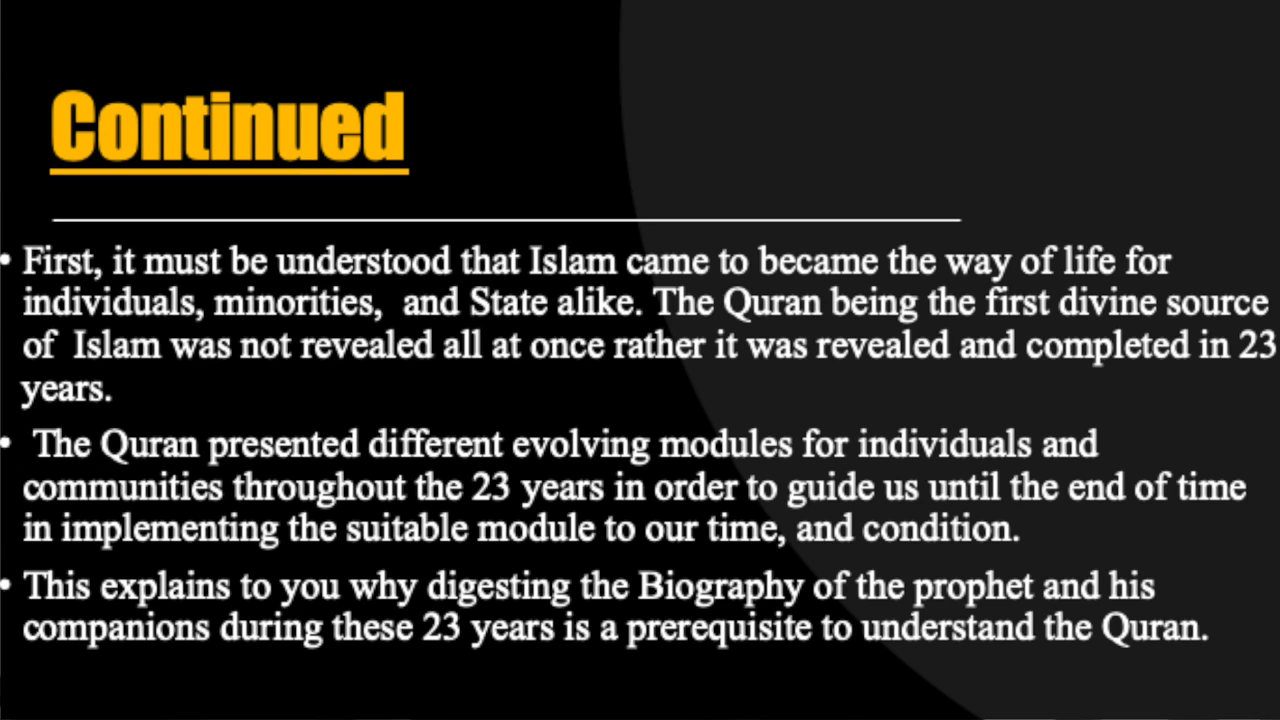 Continued
• First, it must be understood that Islam came to became the way of life for
individuals, minorities,  and State alike. The Quran being the first divine source
of  Islam was not revealed all at once rather it was revealed and completed in 23
years.
•  The Quran presented different evolving modules for individuals and
communities throughout the 23 years in order to guide us until the end of time
in implementing the suitable module to our time, and condition.
• This explains to you why digesting the Biography of the prophet and his
companions during these 23 years is a prerequisite to understand the Quran.